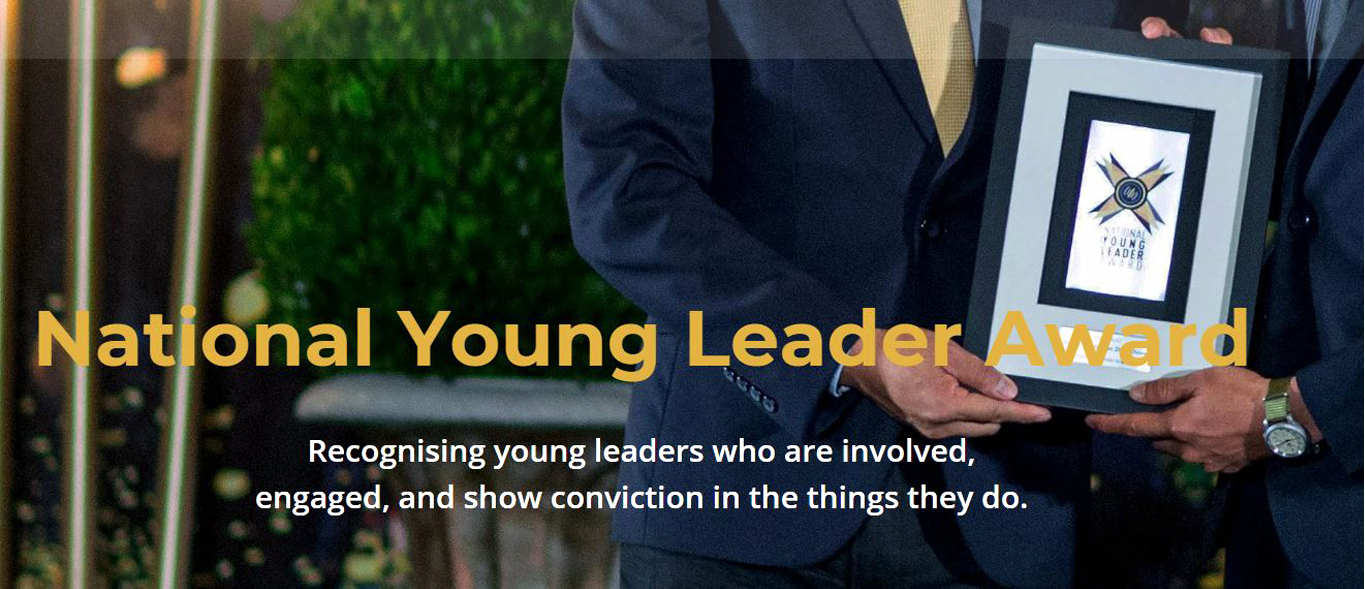 NATIONAL
YOUNG
LEADER
AWARD
National Young Leader Award
Recognising young leaders who are involved,
engaged, and show conviction in the things they do.